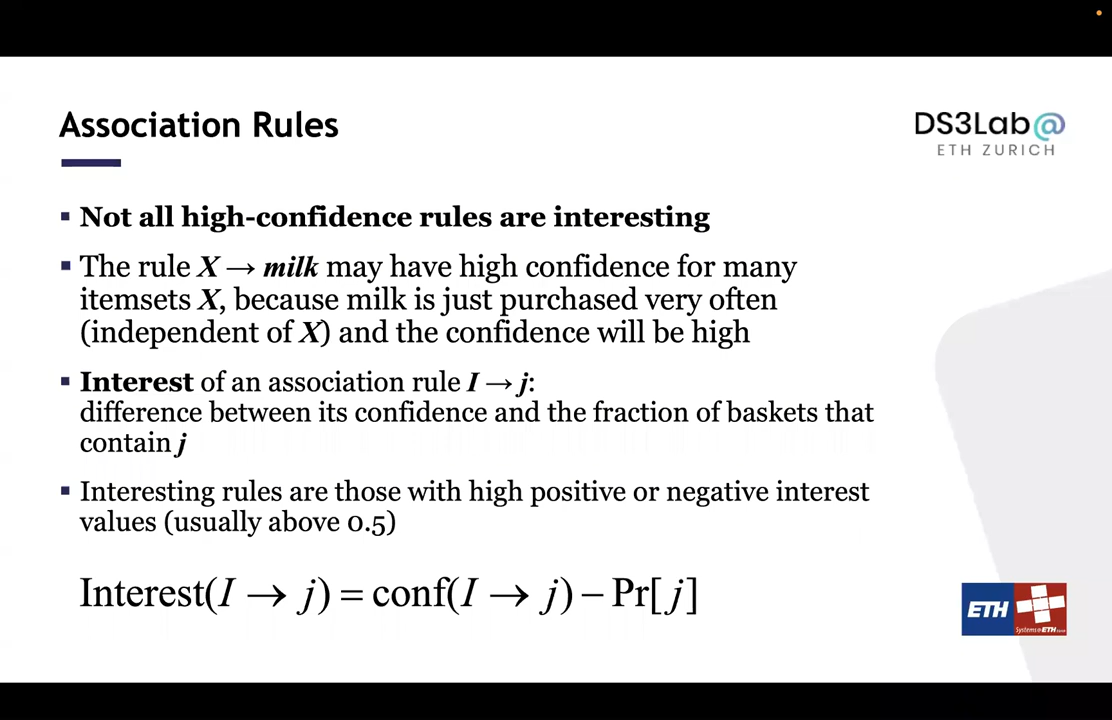 Association Rules
DS3Lab@
ETH ZURICH
▪ Not all high-confidence rules are interesting
▪ The rule X → milk may have high confidence for many
itemsets X, because milk is just purchased very often
(independent of X) and the confidence will be high
▪ Interest of an association rule I → j:
difference between its confidence and the fraction of baskets that
contain j
▪ Interesting rules are those with high positive or negative interest
values (usually above 0.5)
Interest(I → j) = conf(I → j) − Pr[j]
ETH
Systems@ETH